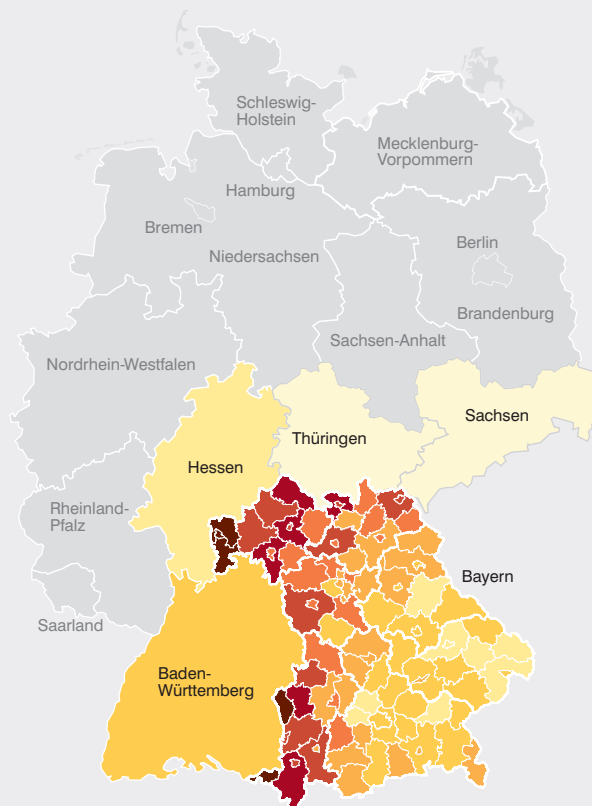 Schleswig-
Holstein
Mecklenburg-
Vorpommern
Hamburg
Bremen
Niedersachsen
Berlin
Brandenburg
Sachsen-Anhalt
Nordrhein-Westfalen
Sachsen
Thüringen
Hessen
Rheinland-
Pfalz
Bayern
Saarland
Baden-
Württemberg